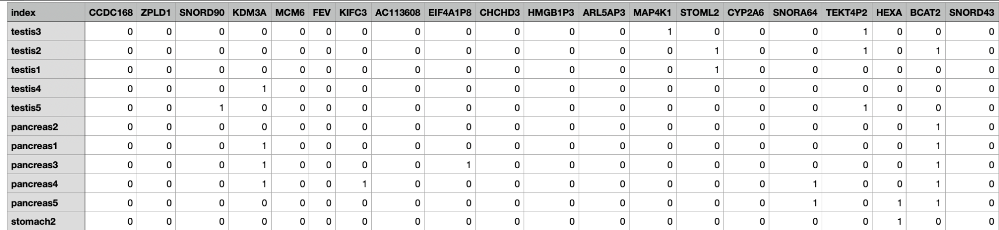 index CCDC168 ZPLD1 SNORD90 KDM3A MCM6 FEV KIFC3 AC113608 EIF4A1P8 CHCHD3 HMGB1P3 ARL5AP3 MAP4K1 STOML2 CYP2A6 SNORA64 TEKT4P2 HEXA BCAT2 SNORD43
testis3 0 0 0 0 0 0 0 0 0 0 0 0 1 0 0 0 1 0 0 0
testis2 0 0 0 0 0 0 0 0 0 0 0 0 0 1 0 0 1 0 1 0
testis1 0 0 0 0 0 0 0 0 0 0 0 0 0 1 0 0 0 0 0 0
testis4 0 0 0 1 0 0 0 0 0 0 0 0 0 0 0 0 0 0 0 0
testis5 0 0 1 0 0 0 0 0 0 0 0 0 0 0 0 0 1 0 0 0
pancreas2 0 0 0 0 0 0 0 0 0 0 0 0 0 0 0 0 0 0 1 0
pancreas1 0 0 0 1 0 0 0 0 0 0 0 0 0 0 0 0 0 0 1 0
pancreas3 0 0 0 1 0 0 0 0 1 0 0 0 0 0 0 0 0 0 1 0
pancreas4 0 0 0 1 0 0 1 0 0 0 0 0 0 0 0 1 0 0 1 0
pancreas5 0 0 0 0 0 0 0 0 0 0 0 0 0 0 0 1 0 1 1 0
stomach2 0 0 0 0 0 0 0 0 0 0 0 0 0 0 0 0 0 1 0 0